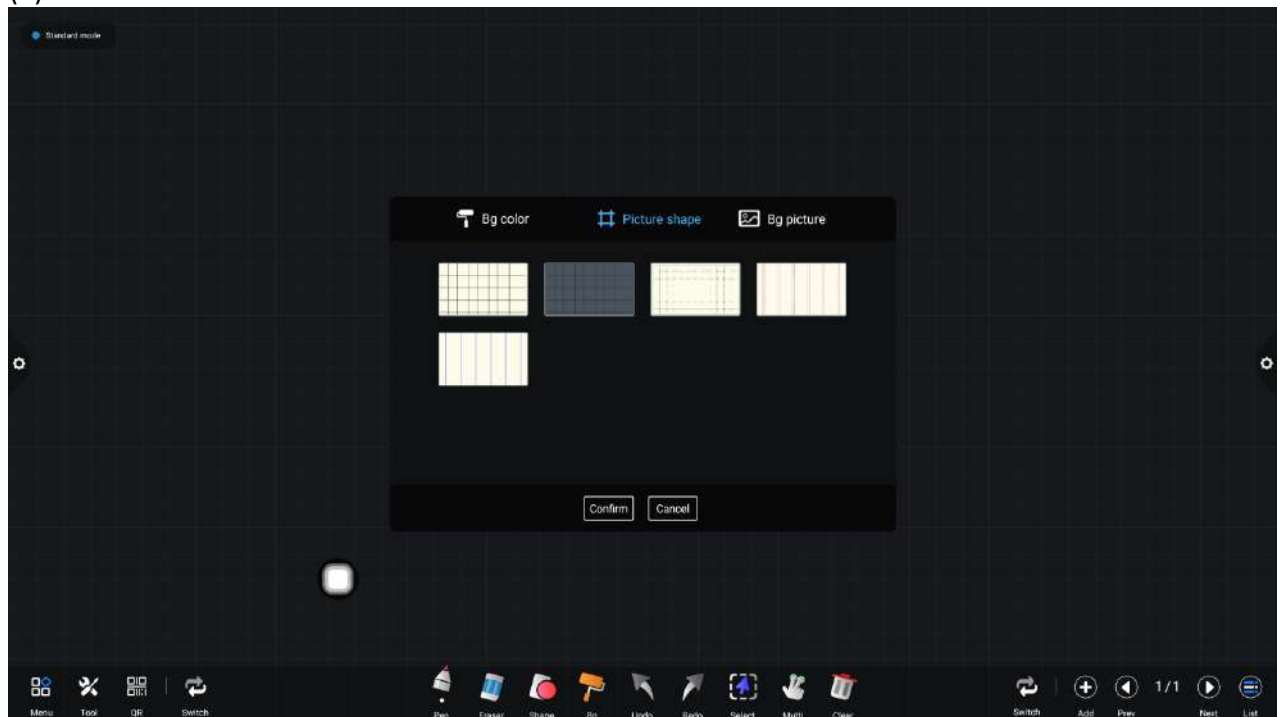 Standard mode
Bg color Picture shape Bg picture
Confirm Cancel
1/1
Menu Tool QR Switch Pen Eraser Shape Bg Undo Redo Select Multi Clear Switch Add Prev Next List